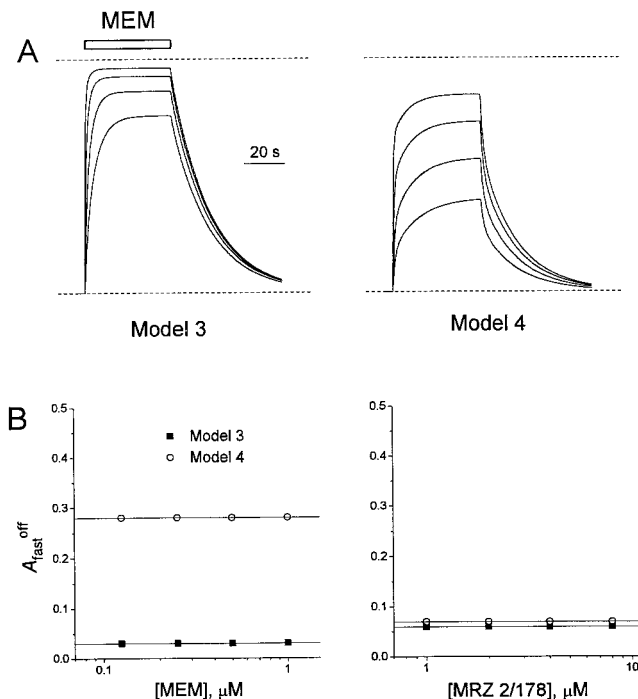 MEM
A
20 s
Model 3
Model 4
B
0.5
0.4
0.3
0.2
0.1
0.0
A_fast^off
Model 3
Model 4
0.1
1
[MEM], μM
0.5
0.4
0.3
0.2
0.1
0.0
1
10
[MRZ 2/178], μM